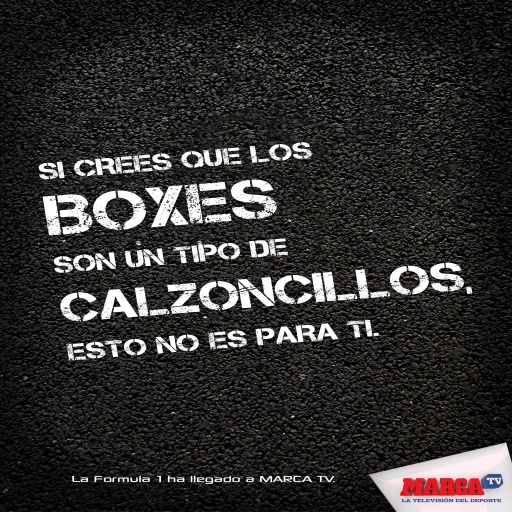 SI CREES QUE LOS
BOXES
SON UN TIPO DE
CALZONCILLOS,
ESTO NO ES PARA TI.
La Formula 1 ha llegado a MARCA TV.
MARCA TV
LA TELEVISIÓN DEL DEPORTE